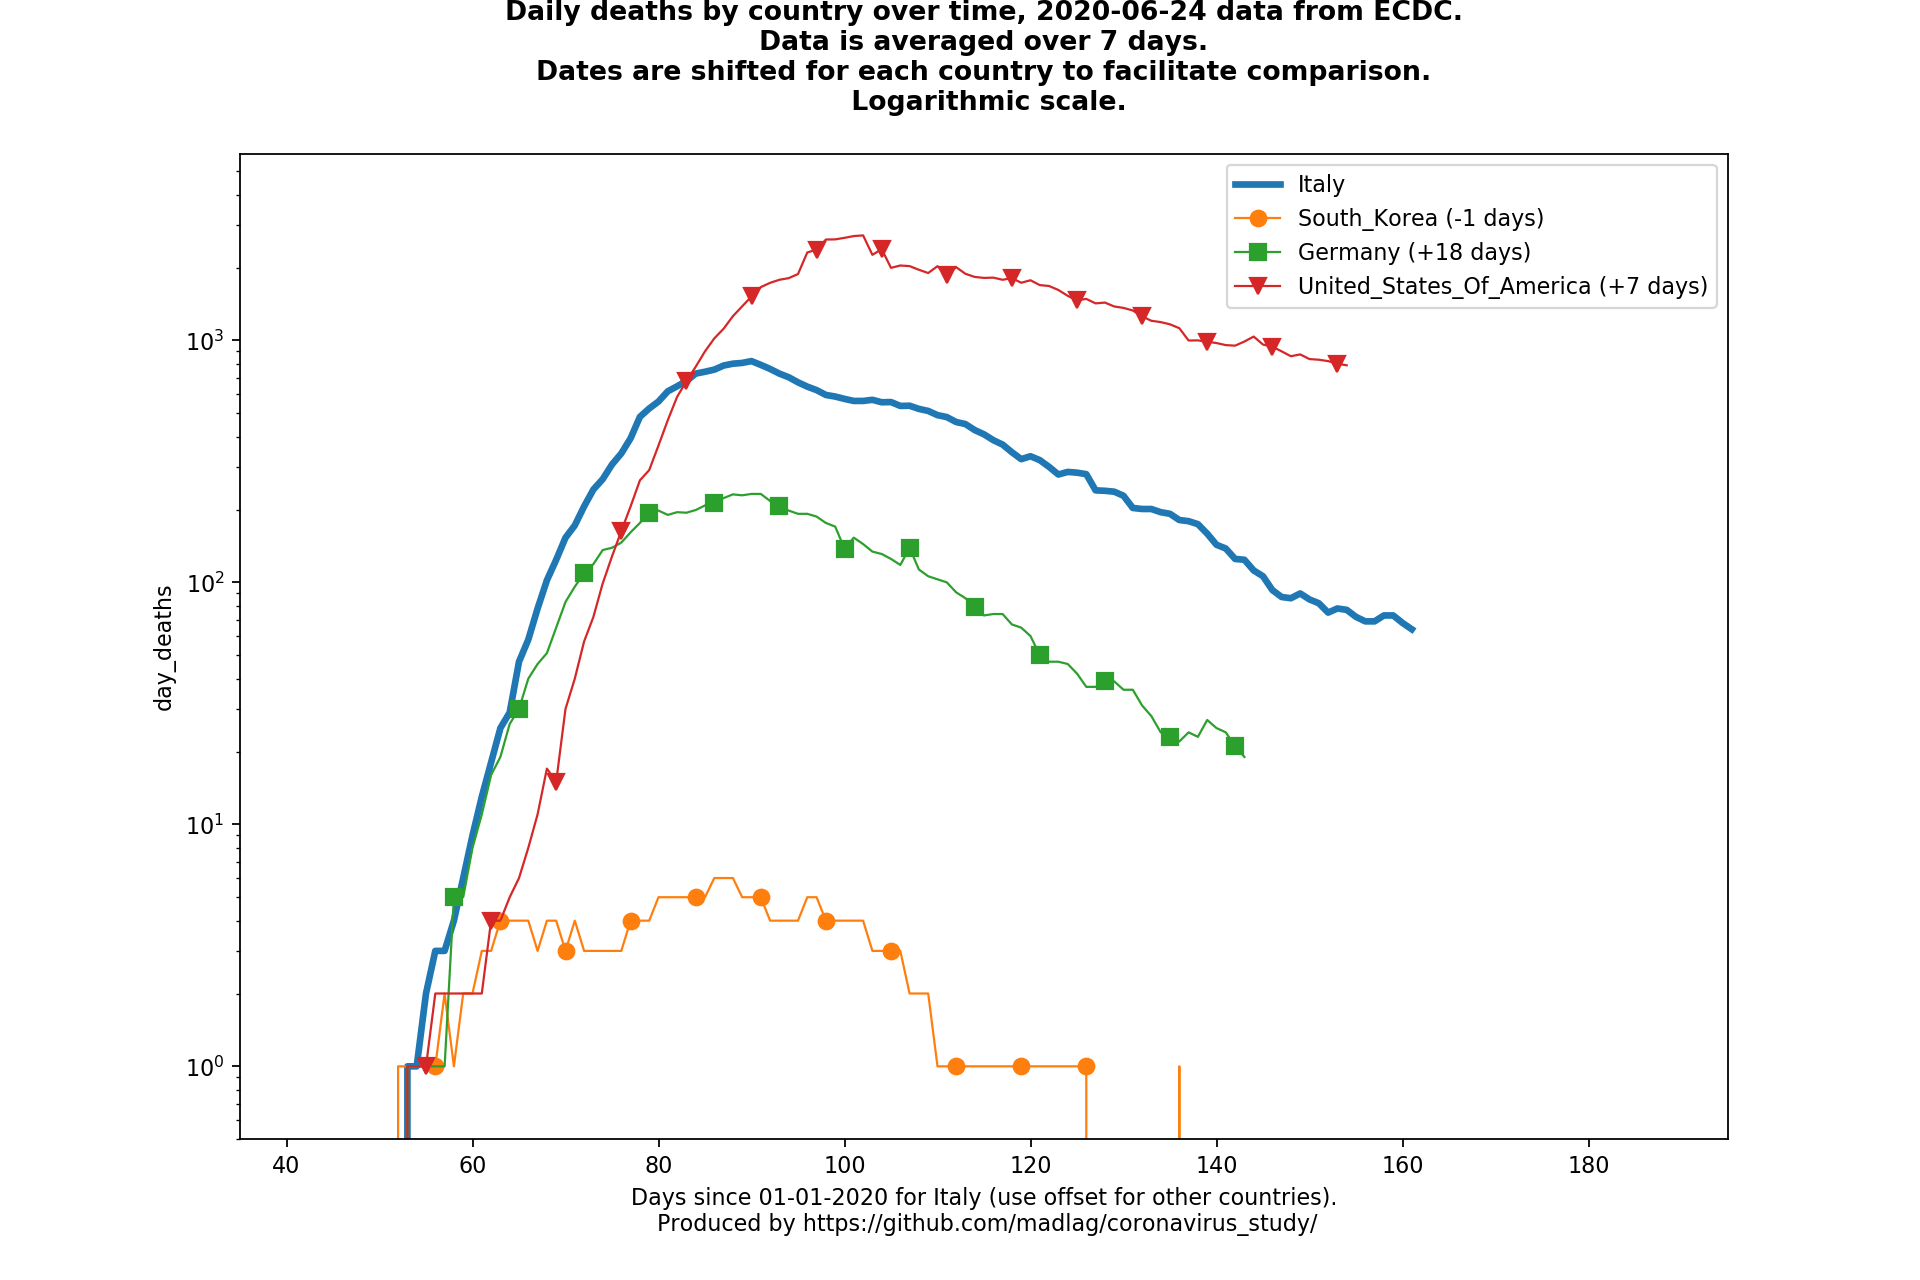 Daily deaths by country over time, 2020-06-24 data from ECDC.
Data is averaged over 7 days.
Dates are shifted for each country to facilitate comparison.
Logarithmic scale.
Italy
South_Korea (-1 days)
Germany (+18 days)
United_States_Of_America (+7 days)
day_deaths
10³
10²
10¹
10⁰
40 60 80 100 120 140 160 180
Days since 01-01-2020 for Italy (use offset for other countries).
Produced by https://github.com/madlag/coronavirus_study/